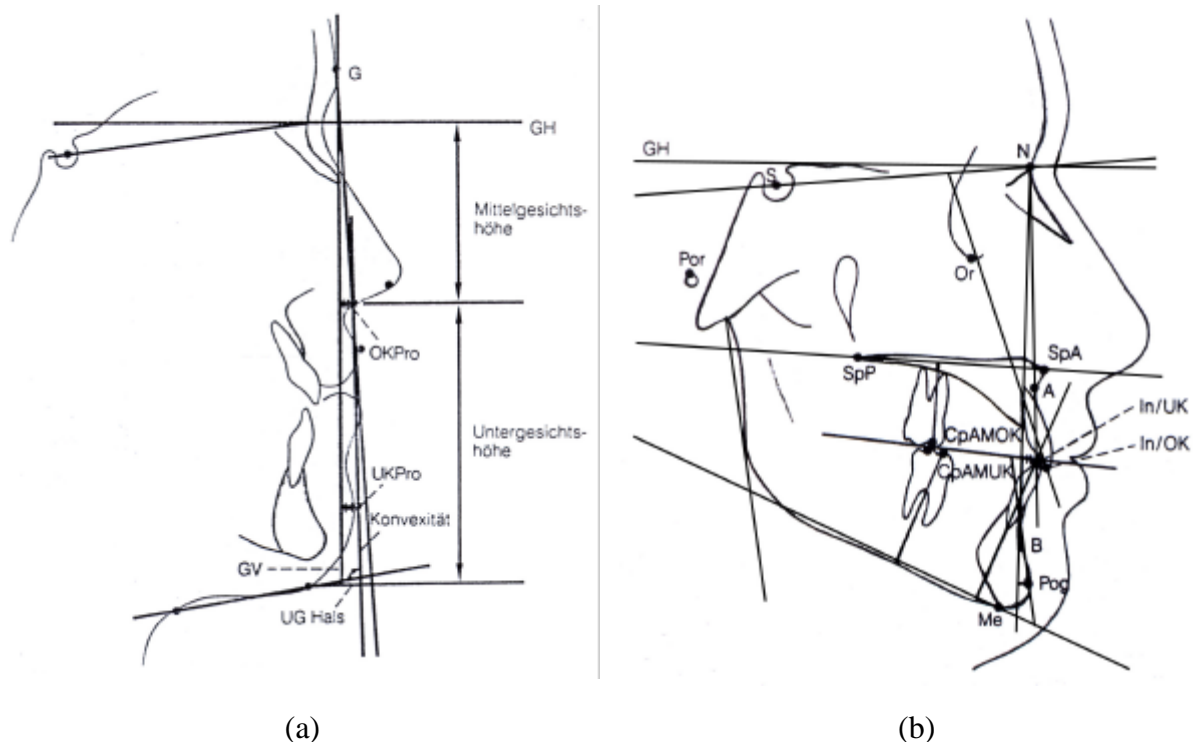 G
GH
Mittelgesichts-
höhe
OKPro
Untergesichts-
höhe
UKPro
Konvexität
GV
UG Hals
(a)
GH
N
S
Por
Or
SpA
SpP
A
In/UK
CpAMOK
In/OK
CpAMUK
B
Pog
Me
(b)